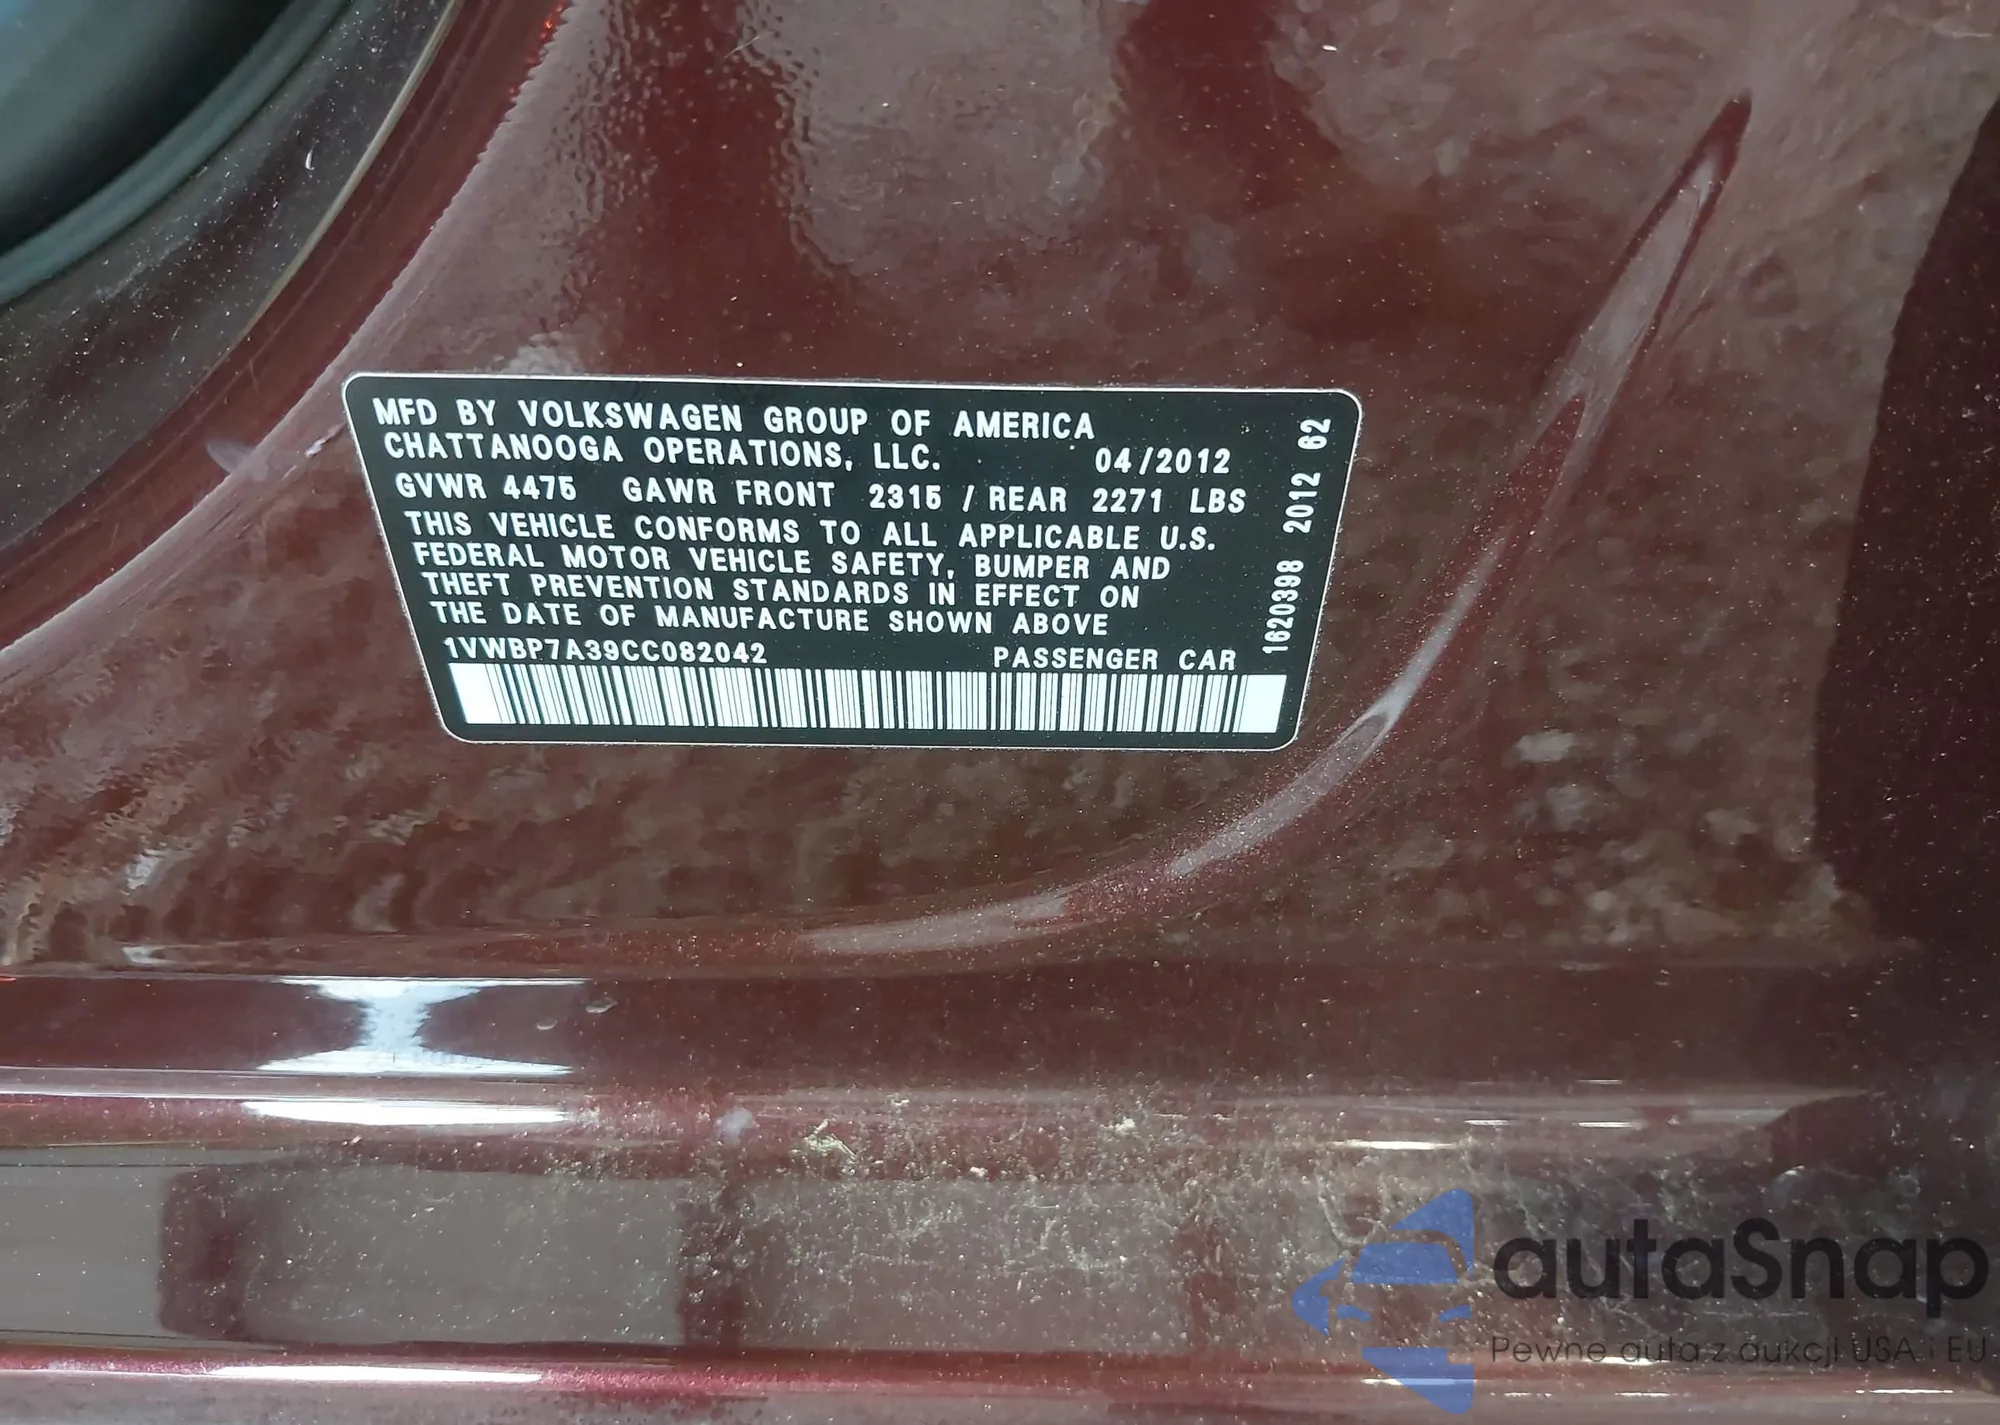 MFD BY VOLKSWAGEN GROUP OF AMERICA
CHATTANOOGA OPERATIONS, LLC. 04/2012
GVWR 4475 GAWR FRONT 2315 / REAR 2271 LBS
THIS VEHICLE CONFORMS TO ALL APPLICABLE U.S.
FEDERAL MOTOR VEHICLE SAFETY, BUMPER AND
THEFT PREVENTION STANDARDS IN EFFECT ON
THE DATE OF MANUFACTURE SHOWN ABOVE
1VWBP7A39CC082042 PASSENGER CAR
1620398 2012 62
autaSnap
Pewne auta z aukcji USA i EU